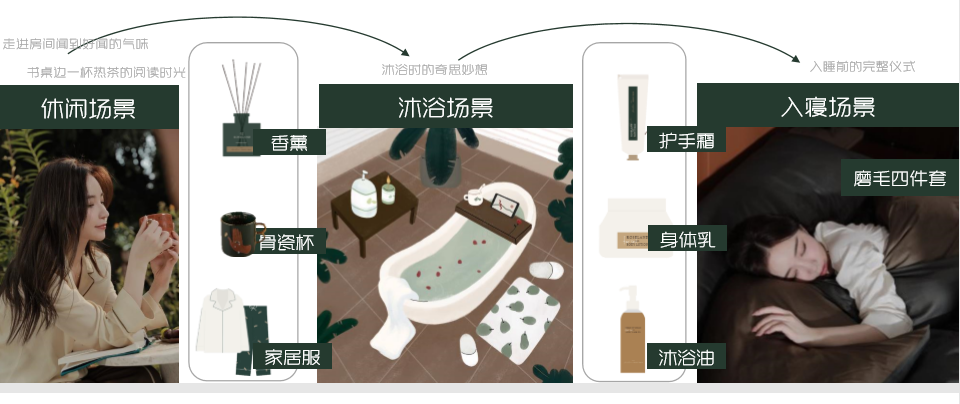 走进房间闻到好闻的气味
书桌边一杯热茶的阅读时光
休闲场景
香薰
骨瓷杯
家居服
沐浴时的奇思妙想
沐浴场景
护手霜
身体乳
沐浴油
入睡前的完整仪式
入寝场景
磨毛四件套